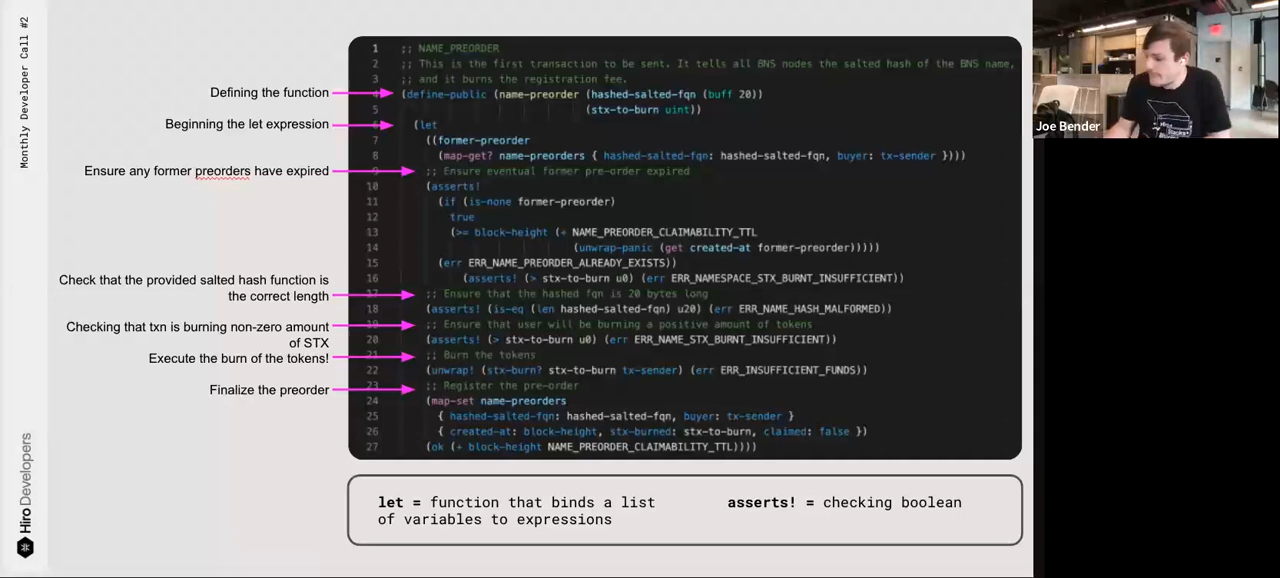 Monthly Developer Call #2
Defining the function
Beginning the let expression
Ensure any former preorders have expired
Check that the provided salted hash function is
the correct length
Checking that txn is burning non-zero amount
of STX
Execute the burn of the tokens!
Finalize the preorder
1 ;; NAME_PREORDER
2 ;; This is the first transaction to be sent. It tells all BNS nodes the salted hash of the BNS name,
3 ;; and it burns the registration fee.
4 (define-public (name-preorder (hashed-salted-fqn (buff 20))
5 (stx-to-burn uint))
6 (let
7 ((former-preorder
8 (map-get? name-preorders { hashed-salted-fqn: hashed-salted-fqn, buyer: tx-sender })))
9 ;; Ensure eventual former pre-order expired
10 (asserts!
11 (if (is-none former-preorder)
12 true
13 (>= block-height (+ NAME_PREORDER_CLAIMABILITY_TTL
14 (unwrap-panic (get created-at former-preorder)))))
15 (err ERR_NAME_PREORDER_ALREADY_EXISTS))
16 (asserts! (> stx-to-burn u0) (err ERR_NAMESPACE_STX_BURNT_INSUFFICIENT))
17 ;; Ensure that the hashed fqn is 20 bytes long
18 (asserts! (is-eq (len hashed-salted-fqn) u20) (err ERR_NAME_HASH_MALFORMED))
19 ;; Ensure that user will be burning a positive amount of tokens
20 (asserts! (> stx-to-burn u0) (err ERR_NAME_STX_BURNT_INSUFFICIENT))
21 ;; Burn the tokens
22 (unwrap! (stx-burn? stx-to-burn tx-sender) (err ERR_INSUFFICIENT_FUNDS))
23 ;; Register the pre-order
24 (map-set name-preorders
25 { hashed-salted-fqn: hashed-salted-fqn, buyer: tx-sender }
26 { created-at: block-height, stx-burned: stx-to-burn, claimed: false })
27 (ok (+ block-height NAME_PREORDER_CLAIMABILITY_TTL))))
let = function that binds a list
of variables to expressions
asserts! = checking boolean
Hiro Developers
Joe Bender